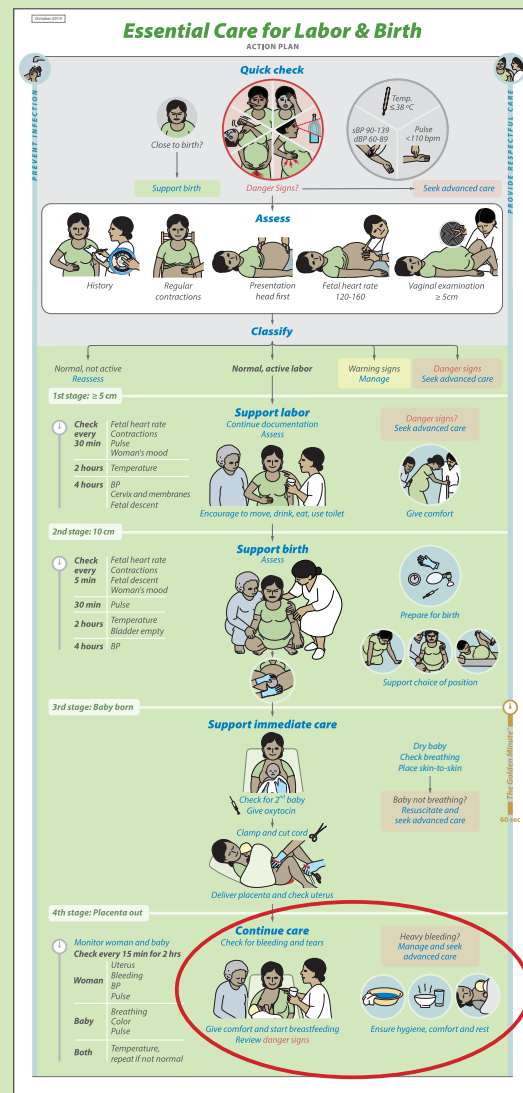 October 2019
Essential Care for Labor & Birth
ACTION PLAN
PREVENT INFECTION
PROVIDE RESPECTFUL CARE
Quick check
Close to birth?
Support birth
Danger Signs?
Temp.
≤38 ºC
sBP 90-139
dBP 60-89
Pulse
<110 bpm
Seek advanced care
Assess
History
Regular
contractions
Presentation
head first
Fetal heart rate
120-160
Vaginal examination
≥ 5cm
Classify
Normal, not active
Reassess
Normal, active labor
Warning signs
Manage
Danger signs
Seek advanced care
1st stage: ≥ 5 cm
Check
every
30 min
Fetal heart rate
Contractions
Pulse
Woman's mood
2 hours
Temperature
4 hours
BP
Cervix and membranes
Fetal descent
Support labor
Continue documentation
Assess
Encourage to move, drink, eat, use toilet
Danger signs?
Seek advanced care
Give comfort
2nd stage: 10 cm
Check
every
5 min
Fetal heart rate
Contractions
Fetal descent
Woman's mood
30 min
Pulse
2 hours
Temperature
Bladder empty
4 hours
BP
Support birth
Assess
Prepare for birth
Support choice of position
3rd stage: Baby born
Support immediate care
Check for 2nd baby
Give oxytocin
Clamp and cut cord
Deliver placenta and check uterus
Dry baby
Check breathing
Place skin-to-skin
Baby not breathing?
Resuscitate and
seek advanced care
The Golden Minute®
60 sec
4th stage: Placenta out
Monitor woman and baby
Check every 15 min for 2 hrs
Woman
Uterus
Bleeding
BP
Pulse
Baby
Breathing
Color
Pulse
Both
Temperature,
repeat if not normal
Continue care
Check for bleeding and tears
Give comfort and start breastfeeding
Review danger signs
Heavy bleeding?
Manage and seek
advanced care
Ensure hygiene, comfort and rest